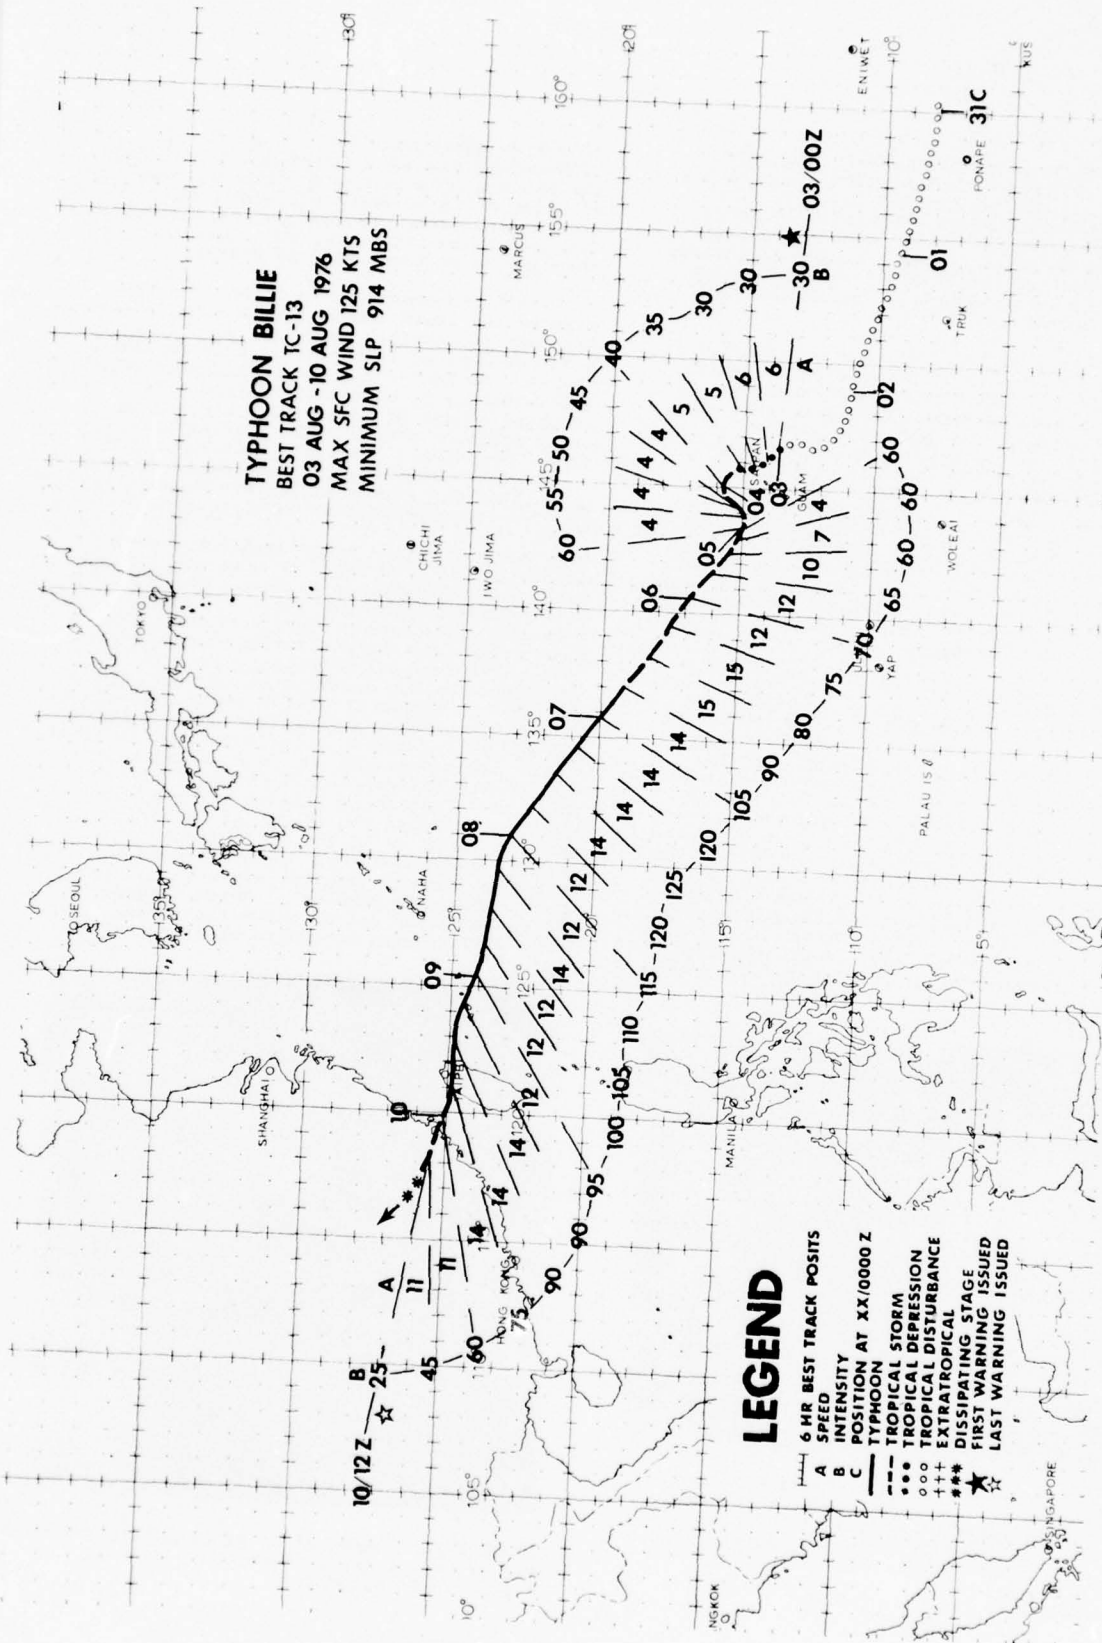 TYPHOON BILLIE
BEST TRACK TC-13
03 AUG - 10 AUG 1976
MAX SFC WIND 125 KTS
MINIMUM SLP 914 MBS
LEGEND
6 HR BEST TRACK POSITS
A SPEED
B INTENSITY
C POSITION AT XX/0000 Z
TYPHOON
TROPICAL STORM
TROPICAL DEPRESSION
TROPICAL DISTURBANCE
+++ EXTRATROPICAL
*** DISSIPATING STAGE
★ FIRST WARNING ISSUED
☆ LAST WARNING ISSUED
10/12 Z
B
25
45
60
75
90
90
95
100
105
110
115
120
125
120
105
90
80
75
70
65
60
60
60
A
11
11
14
14
14
12
12
12
14
12
12
14
14
14
14
15
15
12
12
10
7
4
60
55
50
45
40
35
30
30
30
B
03/00Z
4
4
4
4
5
5
6
6
A
10
09
08
07
06
05
04
03
02
01
31C
SEOUL
TOKYO
SHANGHAI
NAHA
CHICHI
JIMA
IWO JIMA
MARCUS
ENIWET
KUS
PONAPE
TRUK
SAIPAN
GUAM
WOLEAI
YAP
PALAU IS
MANILA
HONG KONG
NGKOK
SINGAPORE
105°
120°
125°
130°
135°
140°
145°
150°
155°
160°
35°
30°
25°
20°
15°
10°
5°
30°
20°
10°
10°